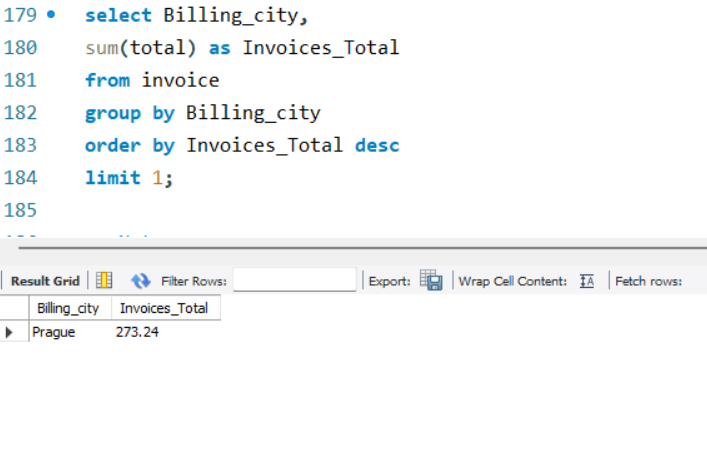 179 select Billing_city,
180 sum(total) as Invoices_Total
181 from invoice
182 group by Billing_city
183 order by Invoices_Total desc
184 limit 1;
185
Result Grid Filter Rows: Export: Wrap Cell Content: Fetch rows:
Billing_city Invoices_Total
Prague 273.24